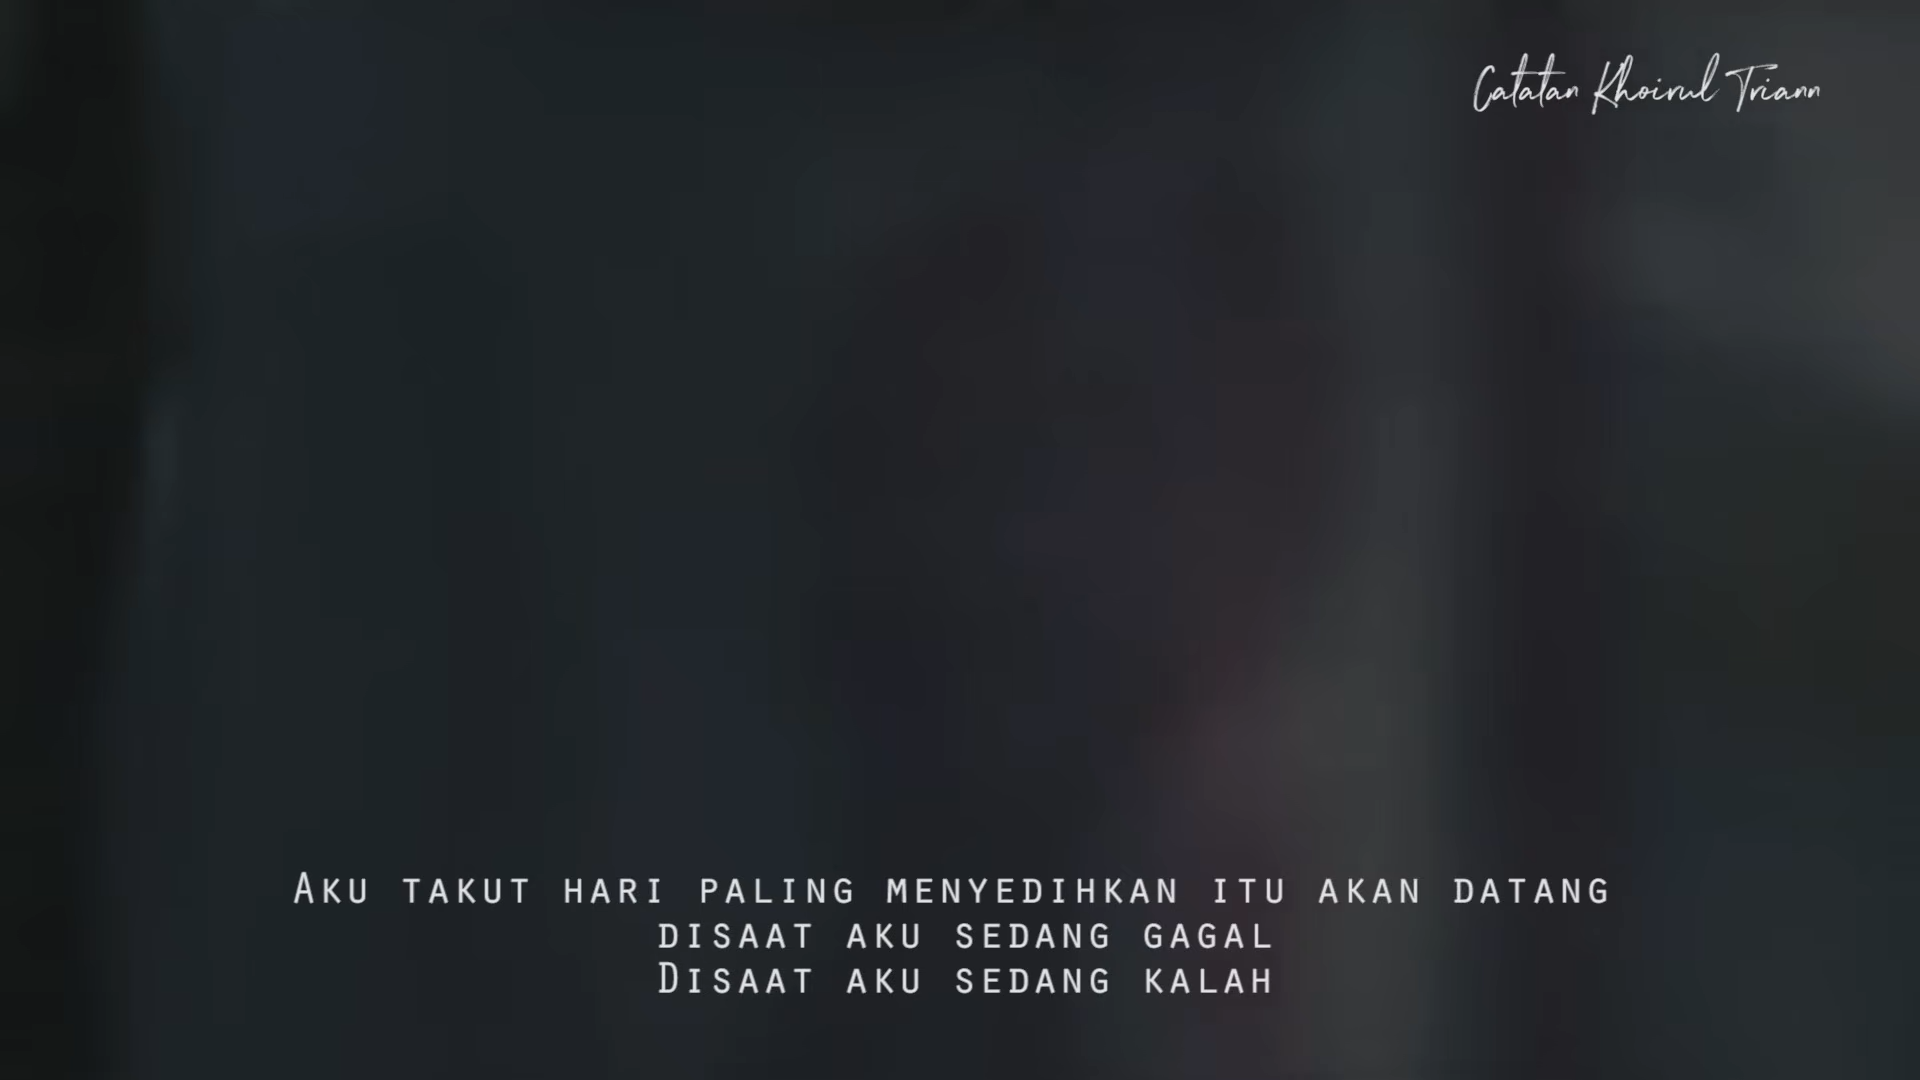 Catatan Khoirul Triann
Aku takut hari paling menyedihkan itu akan datang
disaat aku sedang gagal
Disaat aku sedang kalah